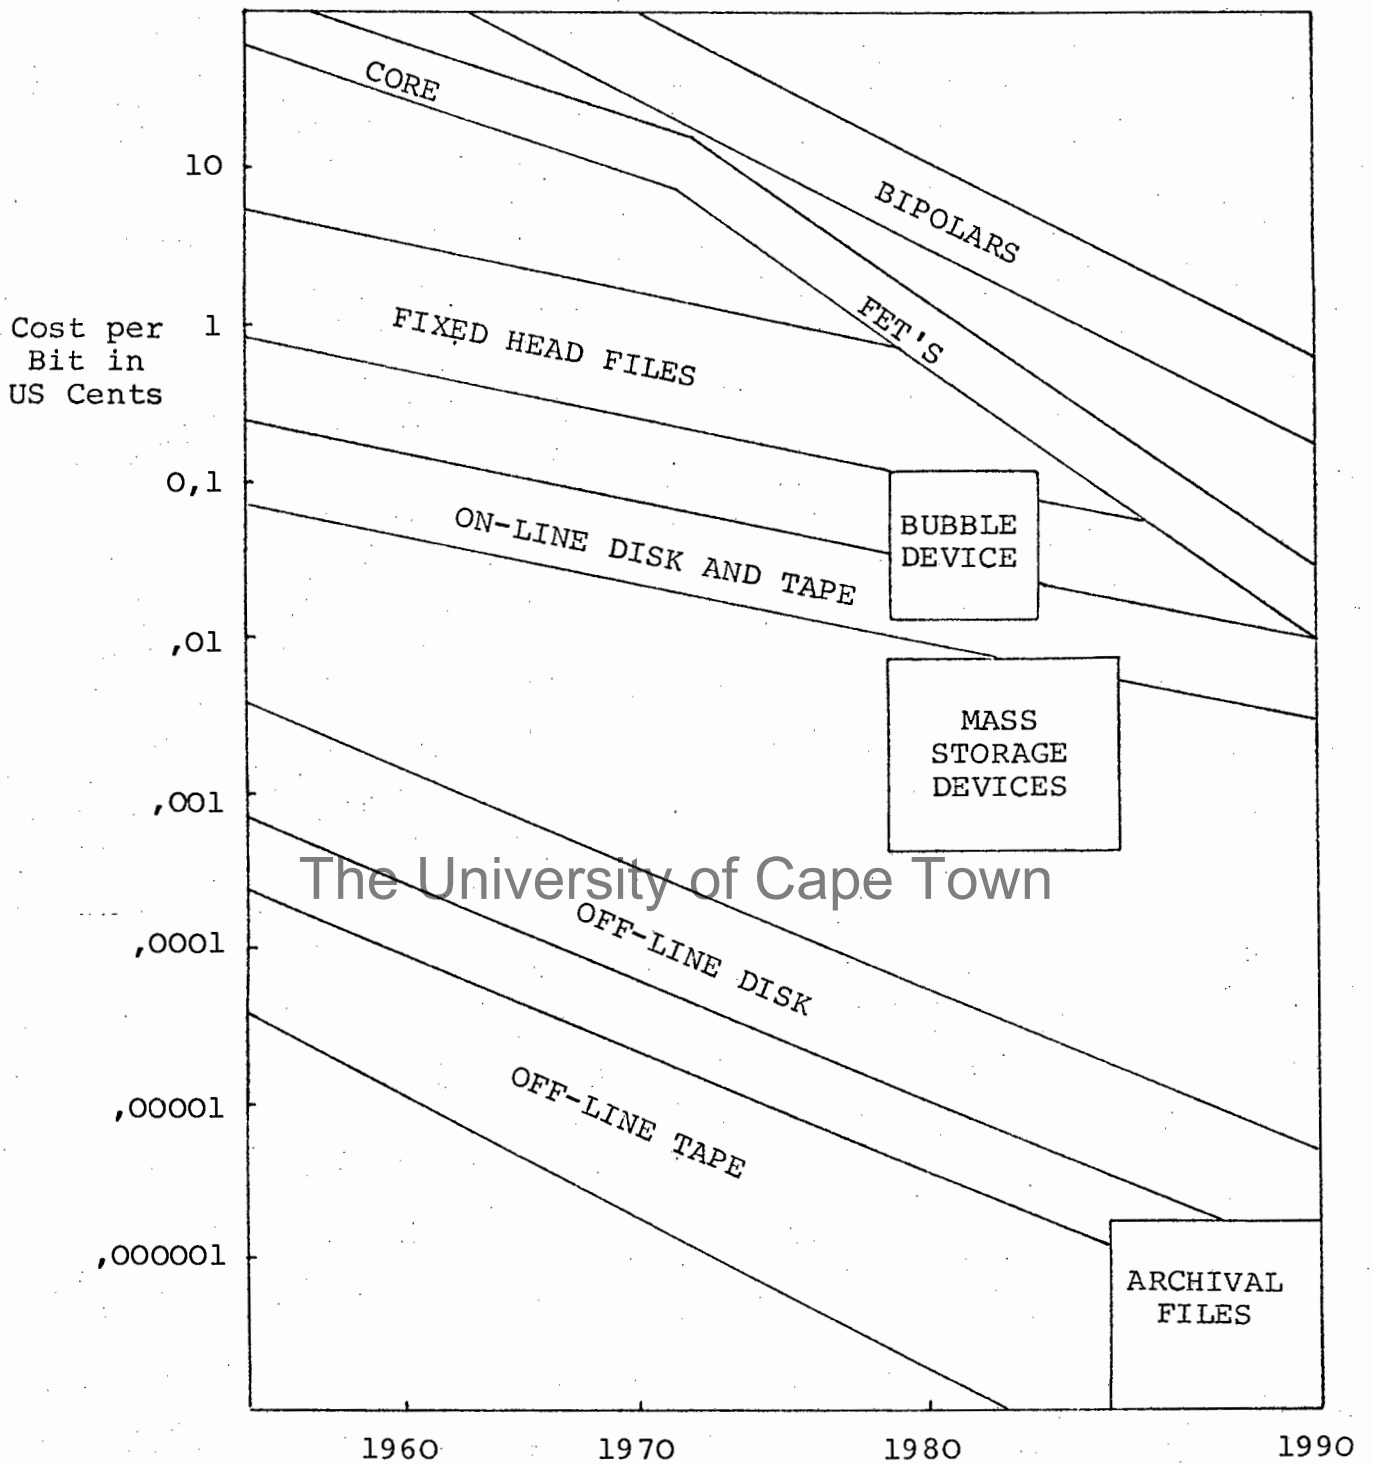 CORE
10
BIPOLARS
FET'S
Cost per
Bit in
US Cents
1
FIXED HEAD FILES
0,1
BUBBLE
DEVICE
ON-LINE DISK AND TAPE
,01
MASS
STORAGE
DEVICES
,001
The University of Cape Town
OFF-LINE DISK
,0001
OFF-LINE TAPE
,00001
,000001
ARCHIVAL
FILES
1960 1970 1980 1990